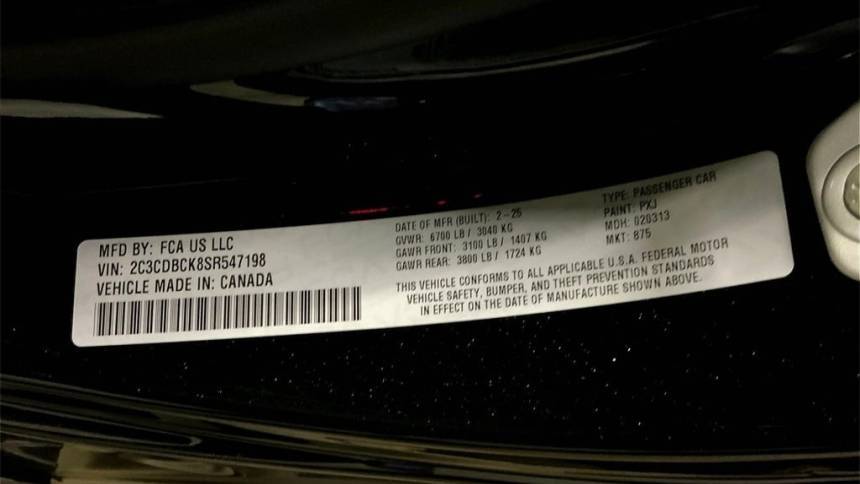 MFD BY: FCA US LLC
VIN: 2C3CDBCK8SR547198
VEHICLE MADE IN: CANADA
DATE OF MFR (BUILT): 2-25
GVWR: 6700 LB / 3040 KG
GAWR FRONT: 3100 LB / 1407 KG
GAWR REAR: 3800 LB / 1724 KG
TYPE: PASSENGER CAR
PAINT: PXJ
MDH: 020313
MKT: 875
THIS VEHICLE CONFORMS TO ALL APPLICABLE U.S.A. FEDERAL MOTOR
VEHICLE SAFETY, BUMPER, AND THEFT PREVENTION STANDARDS
IN EFFECT ON THE DATE OF MANUFACTURE SHOWN ABOVE.